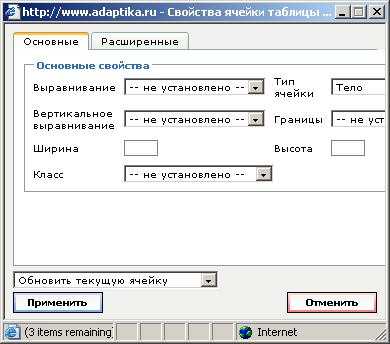 http://www.adaptika.ru - Свойства ячейки таблицы ...
Основные Расширенные
Основные свойства
Выравнивание -- не установлено -- Тип ячейки Тело
Вертикальное выравнивание -- не установлено -- Границы -- не уст
Ширина Высота
Класс -- не установлено --
Обновить текущую ячейку
Применить Отменить
(3 items remaining Internet